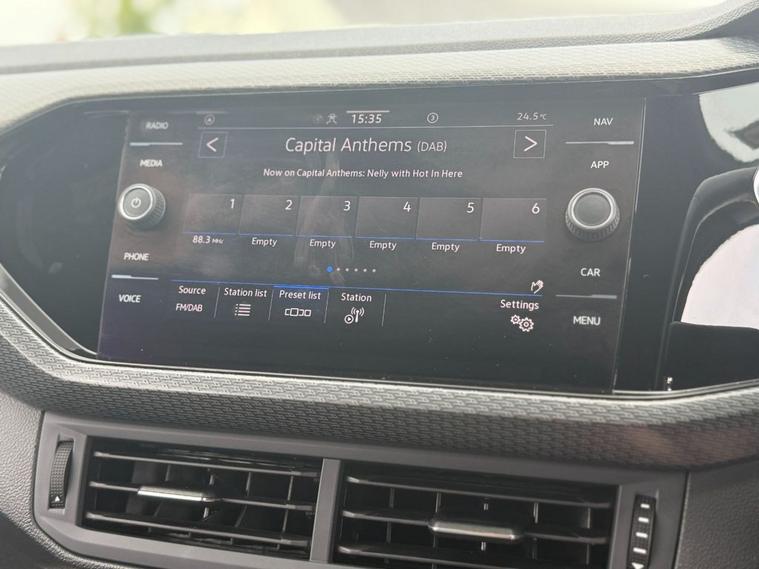 RADIO
MEDIA
PHONE
VOICE
15:35
24.5°C
< Capital Anthems (DAB) >
Now on Capital Anthems: Nelly with Hot In Here
1 2 3 4 5 6
88.3 MHz Empty Empty Empty Empty Empty
Source Station list Preset list Station Settings
FM/DAB
NAV
APP
CAR
MENU